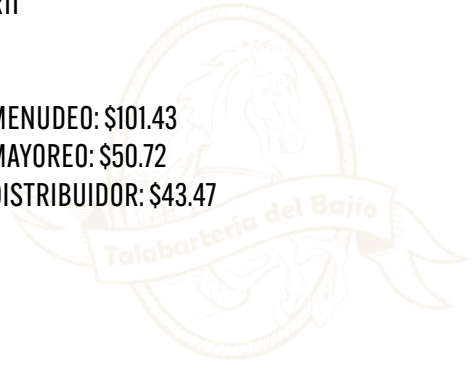 MENUDEO: $101.43
MAYOREO: $50.72
DISTRIBUIDOR: $43.47
Talabartería del Bajío